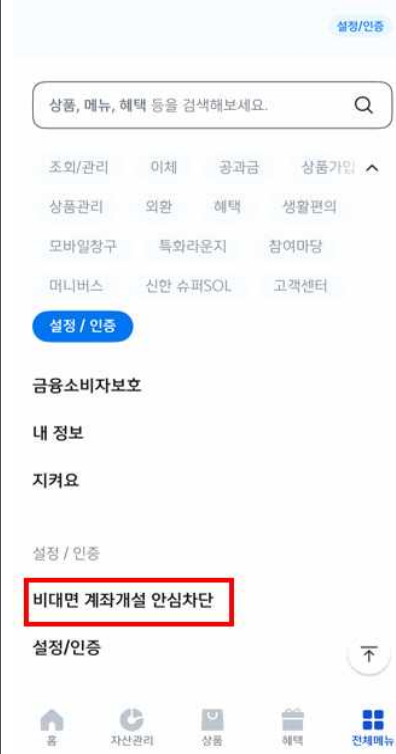 설정/인증
상품, 메뉴, 혜택 등을 검색해보세요.
조회/관리 이체 공과금 상품가입
상품관리 외환 혜택 생활편의
모바일창구 특화라운지 참여마당
머니버스 신한 슈퍼SOL 고객센터
설정 / 인증
금융소비자보호
내 정보
지켜요
설정 / 인증
비대면 계좌개설 안심차단
설정/인증
홈 자산관리 상품 혜택 전체메뉴